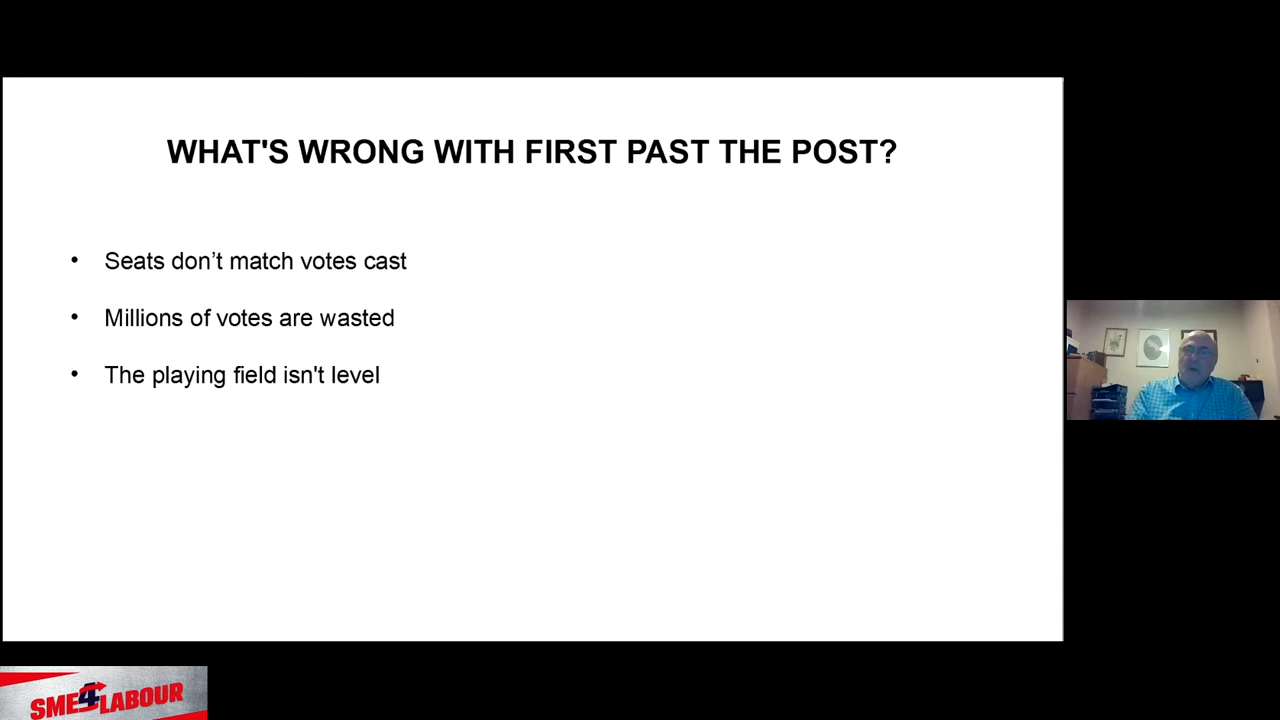 WHAT'S WRONG WITH FIRST PAST THE POST?
• Seats don’t match votes cast
• Millions of votes are wasted
• The playing field isn't level
SME4LABOUR